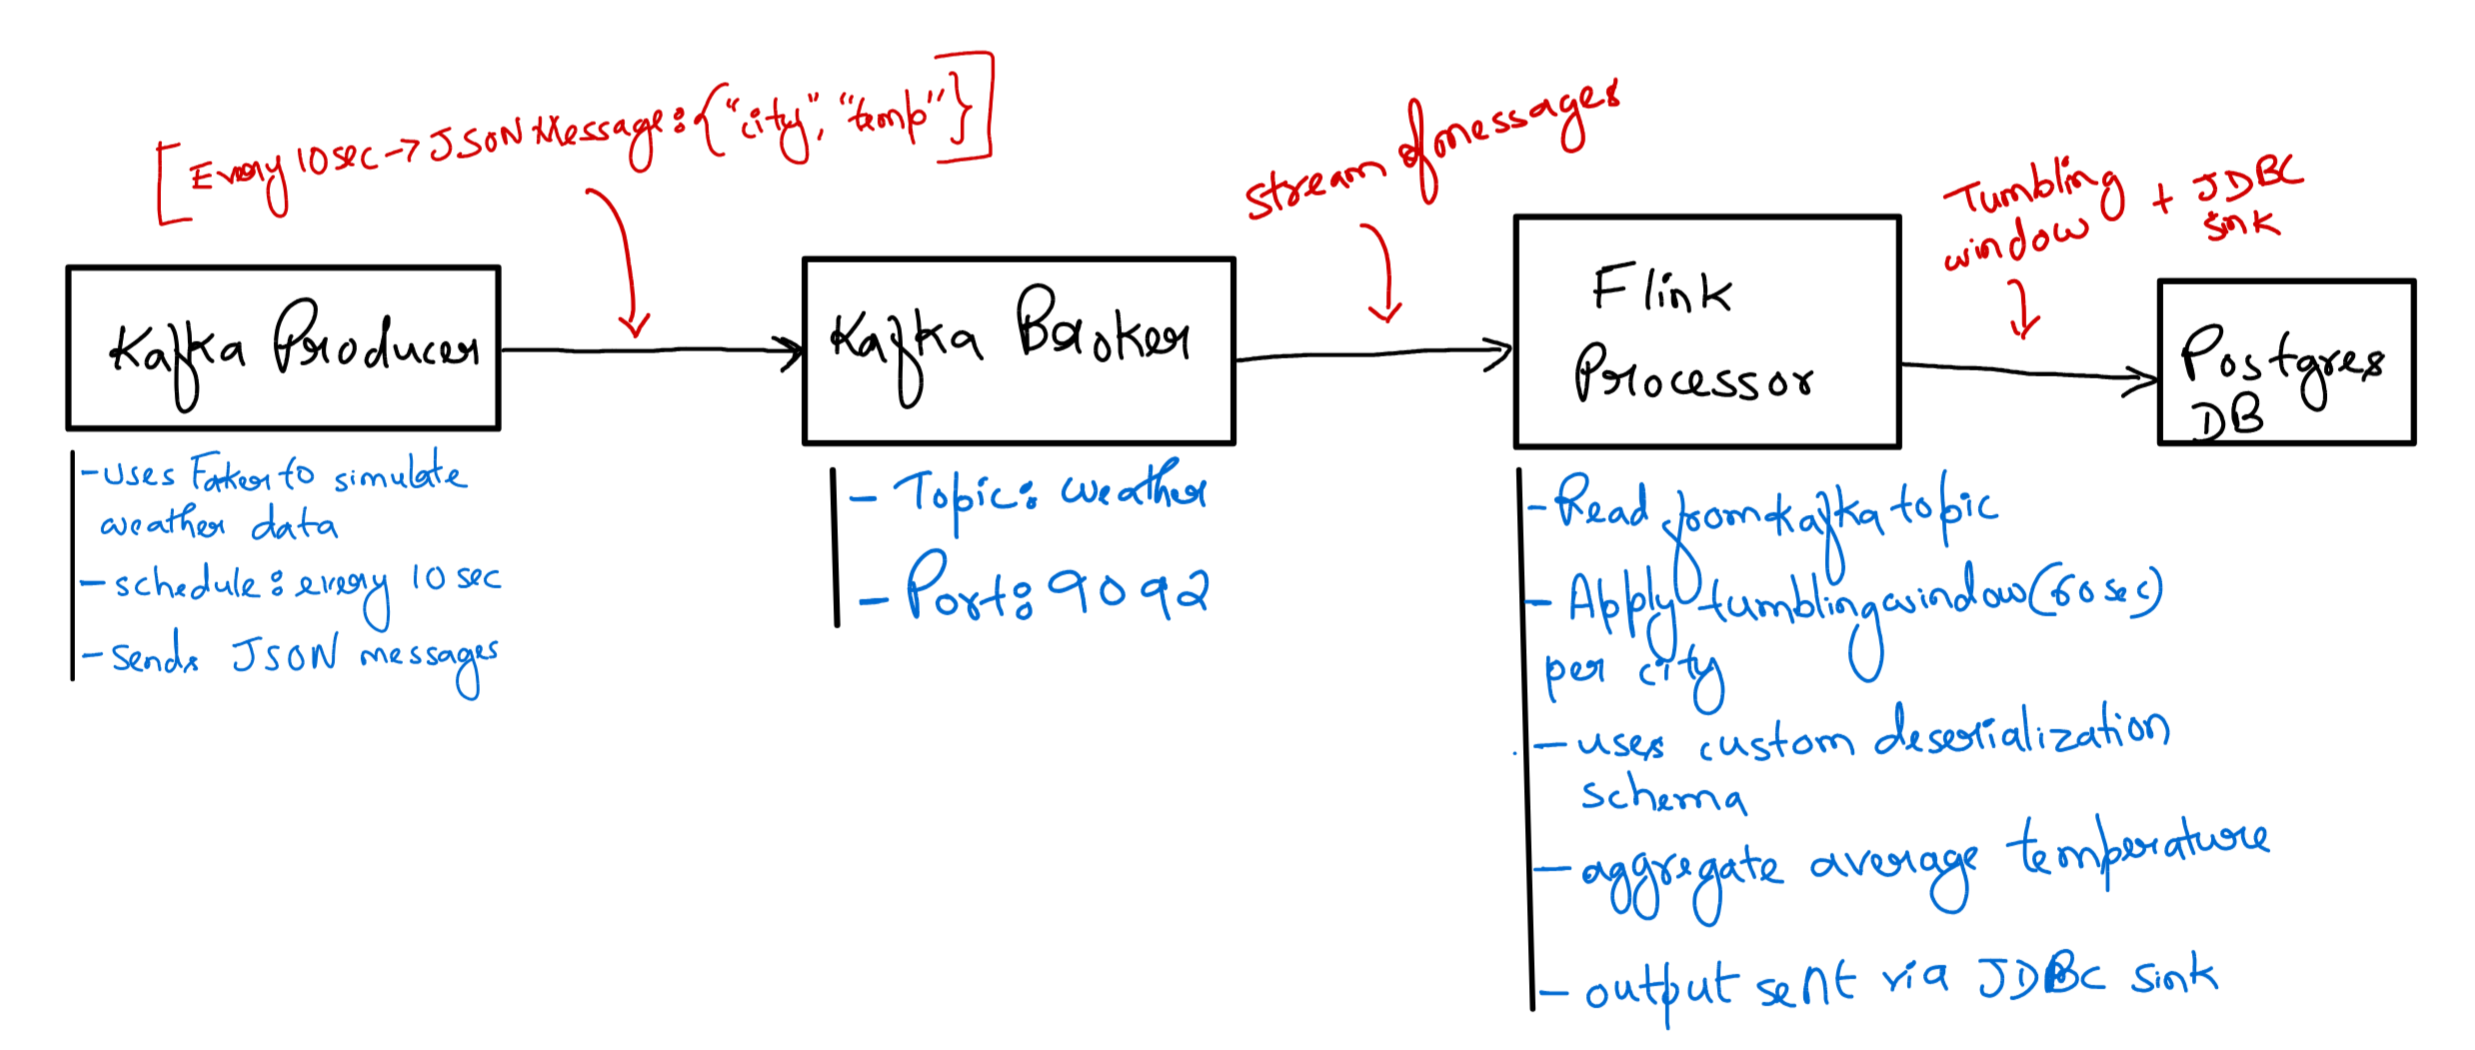 [Every 10sec -> JSON Message: {"city", "temp"}]
Stream of messages
Tumbling window + JDBC sink
Kafka Producer
Kafka Broker
Flink
Processor
Postgres
DB
- uses Faker to simulate
weather data
- schedule: every 10 sec
- sends JSON messages
- Topic: weather
- Port: 9092
- Read from kafka topic
- Apply tumbling window (60 sec)
per city
- uses custom deserialization
schema
- aggregate average temperature
- output sent via JDBC sink